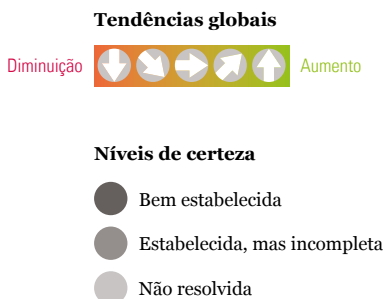 Tendências globais
Diminuição Aumento
Níveis de certeza
Bem estabelecida
Estabelecida, mas incompleta
Não resolvida